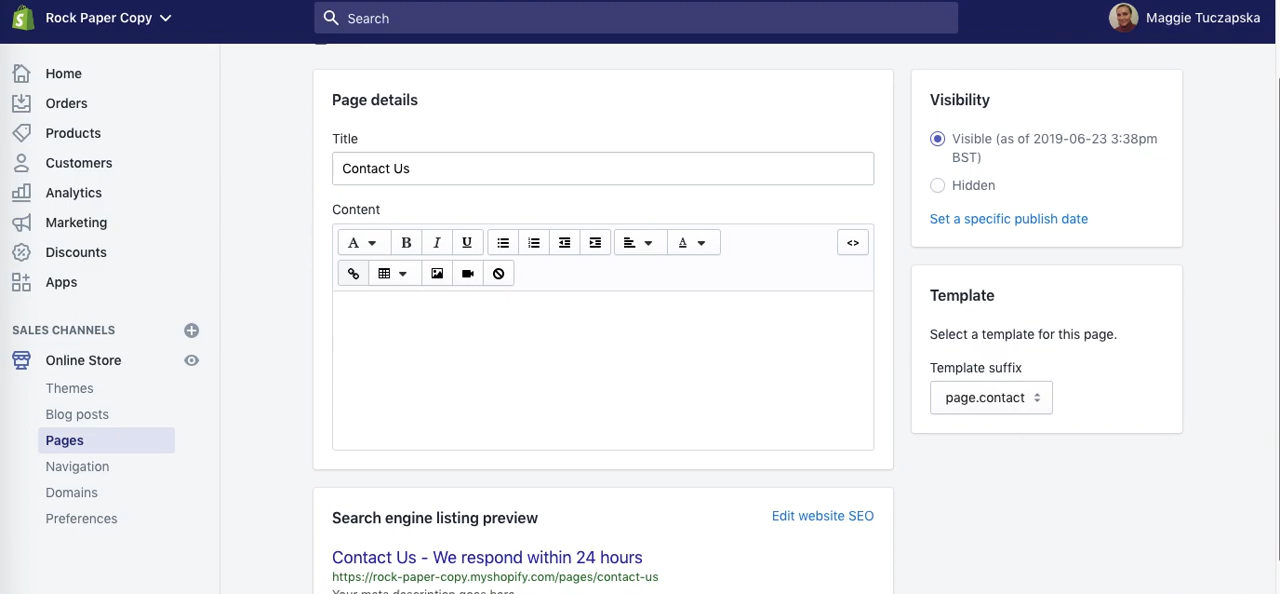 Rock Paper Copy
Search
Maggie Tuczapska
Home
Orders
Products
Customers
Analytics
Marketing
Discounts
Apps
SALES CHANNELS
Online Store
Themes
Blog posts
Pages
Navigation
Domains
Preferences
Page details
Title
Contact Us
Content
A
B
I
U
A
<>
Search engine listing preview
Edit website SEO
Contact Us - We respond within 24 hours
https://rock-paper-copy.myshopify.com/pages/contact-us
Your meta description goes here
Visibility
Visible (as of 2019-06-23 3:38pm
BST)
Hidden
Set a specific publish date
Template
Select a template for this page.
Template suffix
page.contact